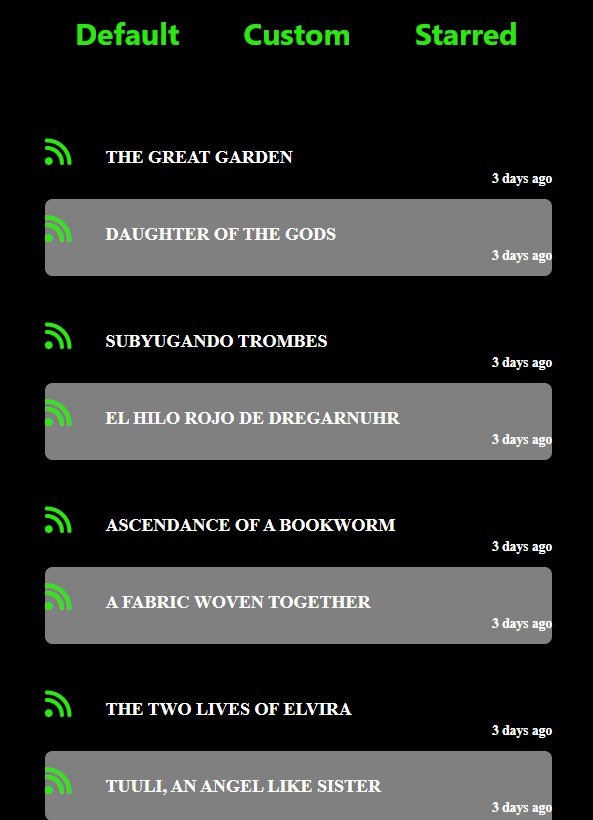 Default Custom Starred
THE GREAT GARDEN
3 days ago
DAUGHTER OF THE GODS
3 days ago
SUBYUGANDO TROMBES
3 days ago
EL HILO ROJO DE DREGARNUHR
3 days ago
ASCENDANCE OF A BOOKWORM
3 days ago
A FABRIC WOVEN TOGETHER
3 days ago
THE TWO LIVES OF ELVIRA
3 days ago
TUULI, AN ANGEL LIKE SISTER
3 days ago